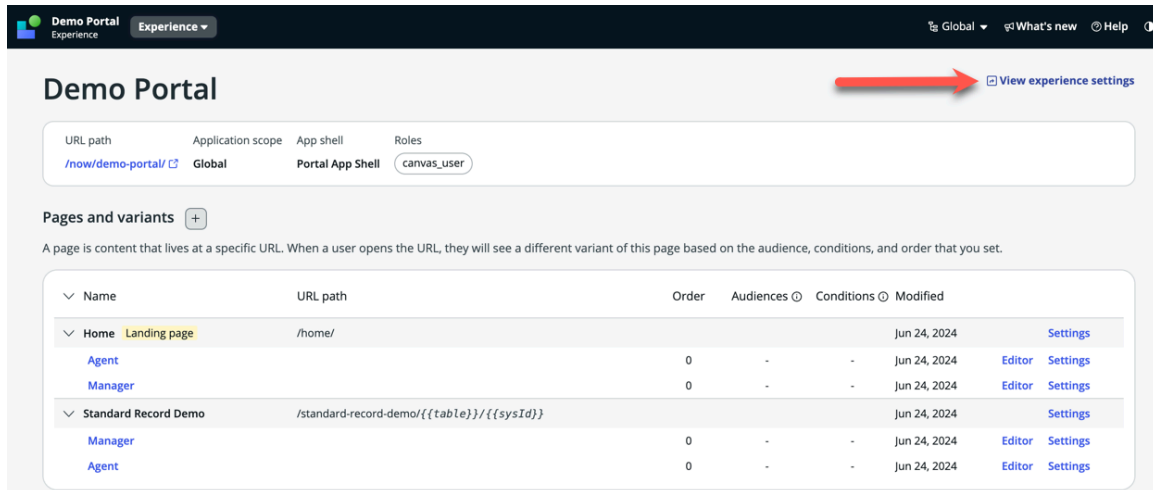 Demo Portal
Experience
Experience
Global
What's new
Help
Demo Portal
View experience settings
URL path Application scope App shell Roles
/now/demo-portal/ Global Portal App Shell canvas_user
Pages and variants +
A page is content that lives at a specific URL. When a user opens the URL, they will see a different variant of this page based on the audience, conditions, and order that you set.
Name URL path Order Audiences Conditions Modified
Home Landing page /home/ Jun 24, 2024 Settings
Agent 0 - - Jun 24, 2024 Editor Settings
Manager 0 - - Jun 24, 2024 Editor Settings
Standard Record Demo /standard-record-demo/{{table}}/{{sysId}} Jun 24, 2024 Settings
Manager 0 - - Jun 24, 2024 Editor Settings
Agent 0 - - Jun 24, 2024 Editor Settings